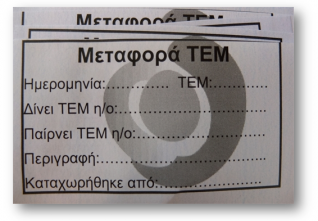 Μεταφορά ΤΕΜ
Μεταφορά ΤΕΜ
Ημερομηνία:............. ΤΕΜ:...........
Δίνει ΤΕΜ η/ο:..............................
Παίρνει ΤΕΜ η/ο:..........................
Περιγραφή:..................................
Καταχωρήθηκε από:.....................